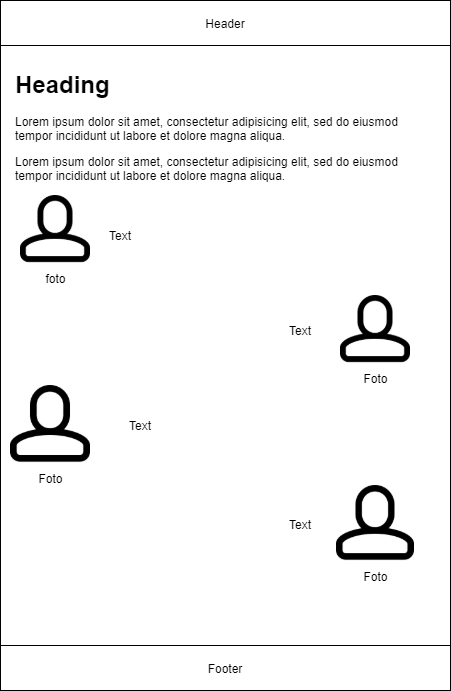 Header
Heading
Lorem ipsum dolor sit amet, consectetur adipisicing elit, sed do eiusmod
tempor incididunt ut labore et dolore magna aliqua.
Lorem ipsum dolor sit amet, consectetur adipisicing elit, sed do eiusmod
tempor incididunt ut labore et dolore magna aliqua.
Text
foto
Text
Foto
Text
Foto
Text
Foto
Footer